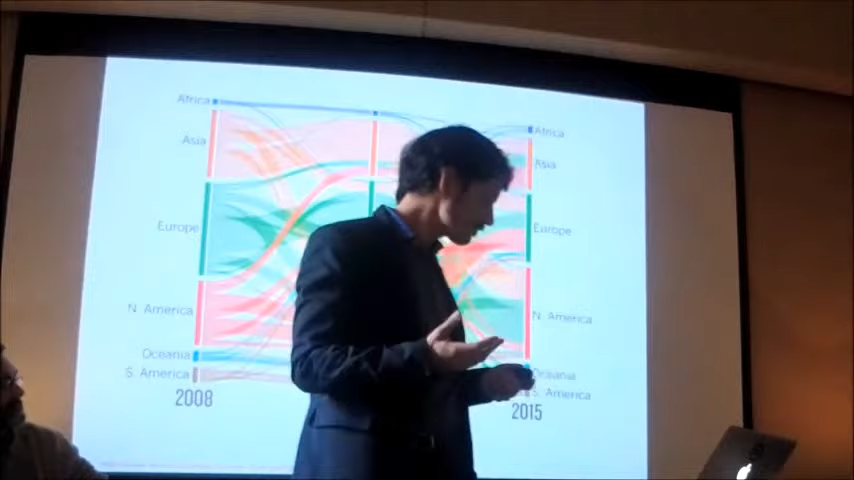 Africa
Asia
Europe
N. America
Oceania
S. America
2008
Africa
Asia
Europe
N. America
Oceania
S. America
2015